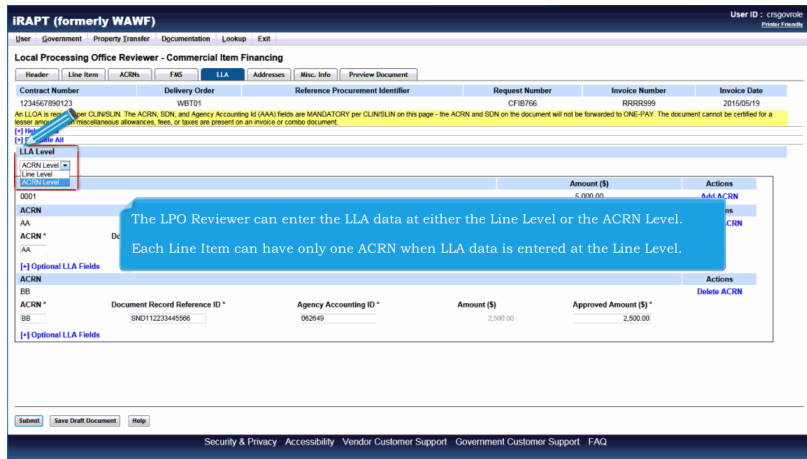 iRAPT (formerly WAWF)
User ID : crsgovrole
Printer Friendly
User Government Property Transfer Documentation Lookup Exit
Local Processing Office Reviewer - Commercial Item Financing
Header Line Item ACRNs FMS LLA Addresses Misc. Info Preview Document
Contract Number Delivery Order Reference Procurement Identifier Request Number Invoice Number Invoice Date
1234567890123 WBT01 CFIB766 RRRR999 2015/05/19
An LLOA is per CLIN/SLIN. The ACRN, SDN, and Agency Accounting Id (AAA) fields are MANDATORY per CLIN/SLIN on this page - the ACRN and SDN on the document will not be forwarded to ONE-PAY. The document cannot be certified for a
lesser miscellaneous allowances, fees, or taxes are present on an invoice or combo document.
[+]
[+] All
LLA Level
ACRN Level
Line Level
ACRN Level
Amount ($) Actions
0001 5,000.00 Add ACRN
ACRN
AA
ACRN *
AA
The LPO Reviewer can enter the LLA data at either the Line Level or the ACRN Level.
Each Line Item can have only one ACRN when LLA data is entered at the Line Level.
[+] Optional LLA Fields
ACRN Actions
BB Delete ACRN
ACRN * Document Record Reference ID * Agency Accounting ID * Amount ($) Approved Amount ($) *
BB SND112233445566 062649 2,500.00 2,500.00
[+] Optional LLA Fields
Submit Save Draft Document Help
Security & Privacy Accessibility Vendor Customer Support Government Customer Support FAQ